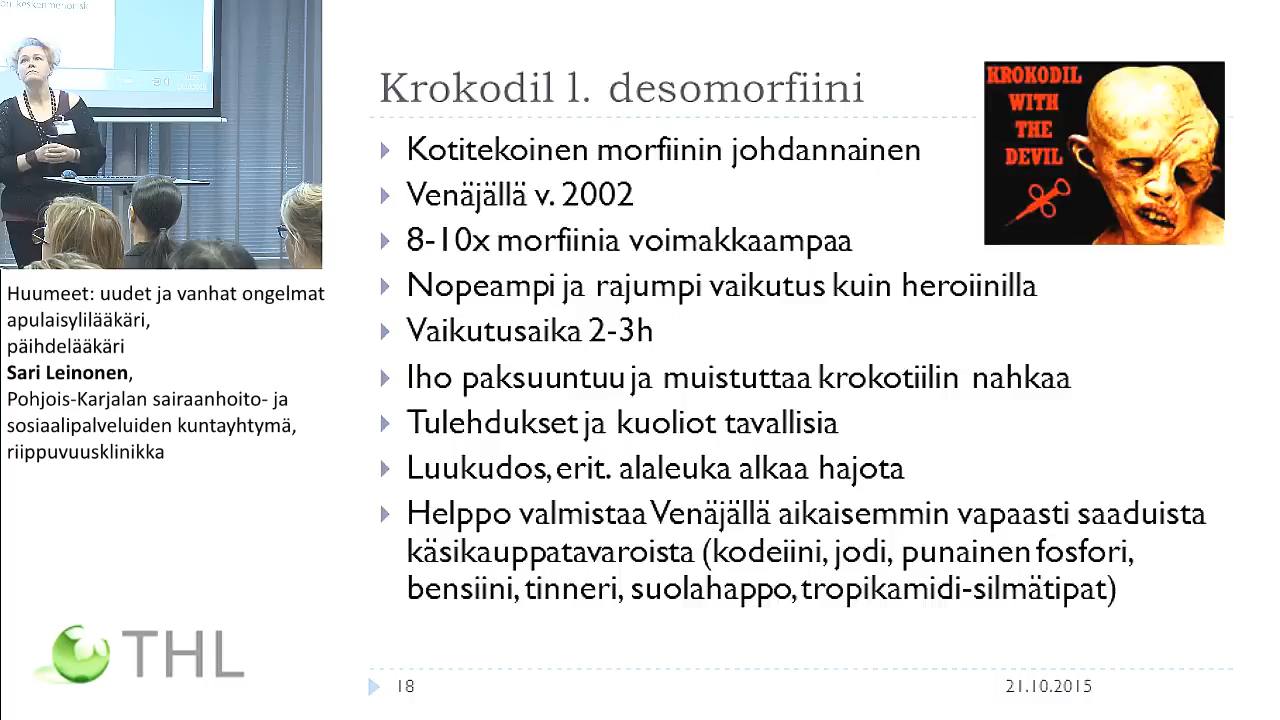 Krokodil l. desomorfiini
Kotitekoinen morfiinin johdannainen
Venäjällä v. 2002
8-10x morfiinia voimakkaampaa
Nopeampi ja rajumpi vaikutus kuin heroiinilla
Vaikutusaika 2-3h
Iho paksuuntuu ja muistuttaa krokotiilin nahkaa
Tulehdukset ja kuoliot tavallisia
Luukudos, erit. alaleuka alkaa hajota
Helppo valmistaa Venäjällä aikaisemmin vapaasti saaduista
käsikauppatavaroista (kodeiini, jodi, punainen fosfori,
bensiini, tinneri, suolahappo, tropikamidi-silmätipat)
KROKODIL
WITH
THE
DEVIL
Huumeet: uudet ja vanhat ongelmat
apulaisylilääkäri,
päihdelääkäri
Sari Leinonen,
Pohjois-Karjalan sairaanhoito- ja
sosiaalipalveluiden kuntayhtymä,
riippuvuusklinikka
THL
18
21.10.2015